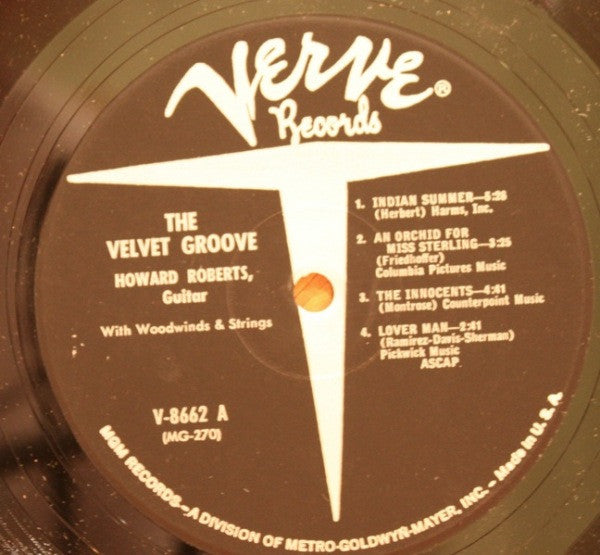 Verve®
Records
THE
VELVET GROOVE
HOWARD ROBERTS,
Guitar
With Woodwinds & Strings
V-8662 A
(MG-270)
1. INDIAN SUMMER—5:26
(Herbert) Harms, Inc.
2. AN ORCHID FOR
MISS STERLING—3:25
(Friedhoffer)
Columbia Pictures Music
3. THE INNOCENTS—4:41
(Montrose) Counterpoint Music
4. LOVER MAN—2:41
(Ramirez-Davis-Sherman)
Pickwick Music
ASCAP
MGM RECORDS—A DIVISION OF METRO-GOLDWYN-MAYER, INC. - Made in U. S. A.